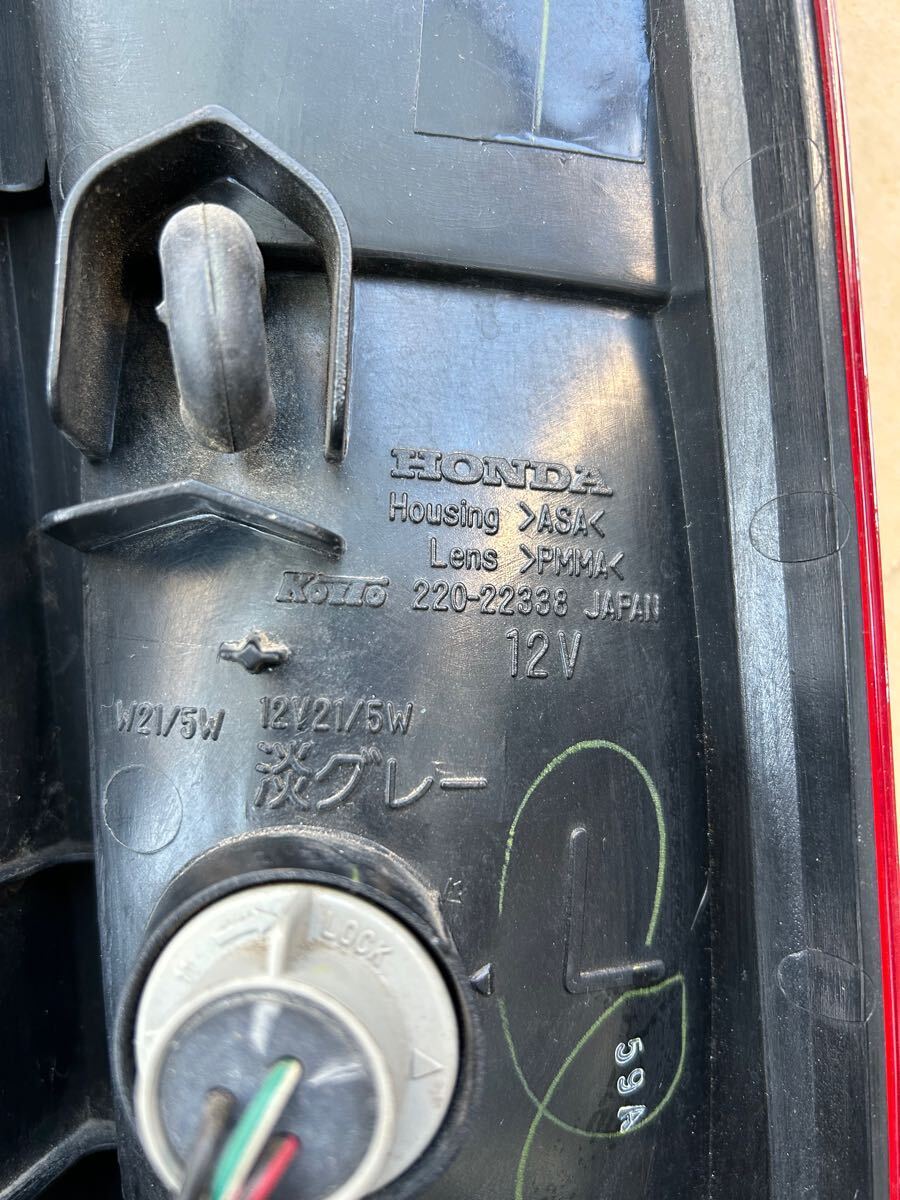 HONDA
Housing >ASA<
Lens >PMMA<
KOITO 220-22338 JAPAN
12V
W21/5W 12V21/5W
淡グレー
LOCK
L
59A